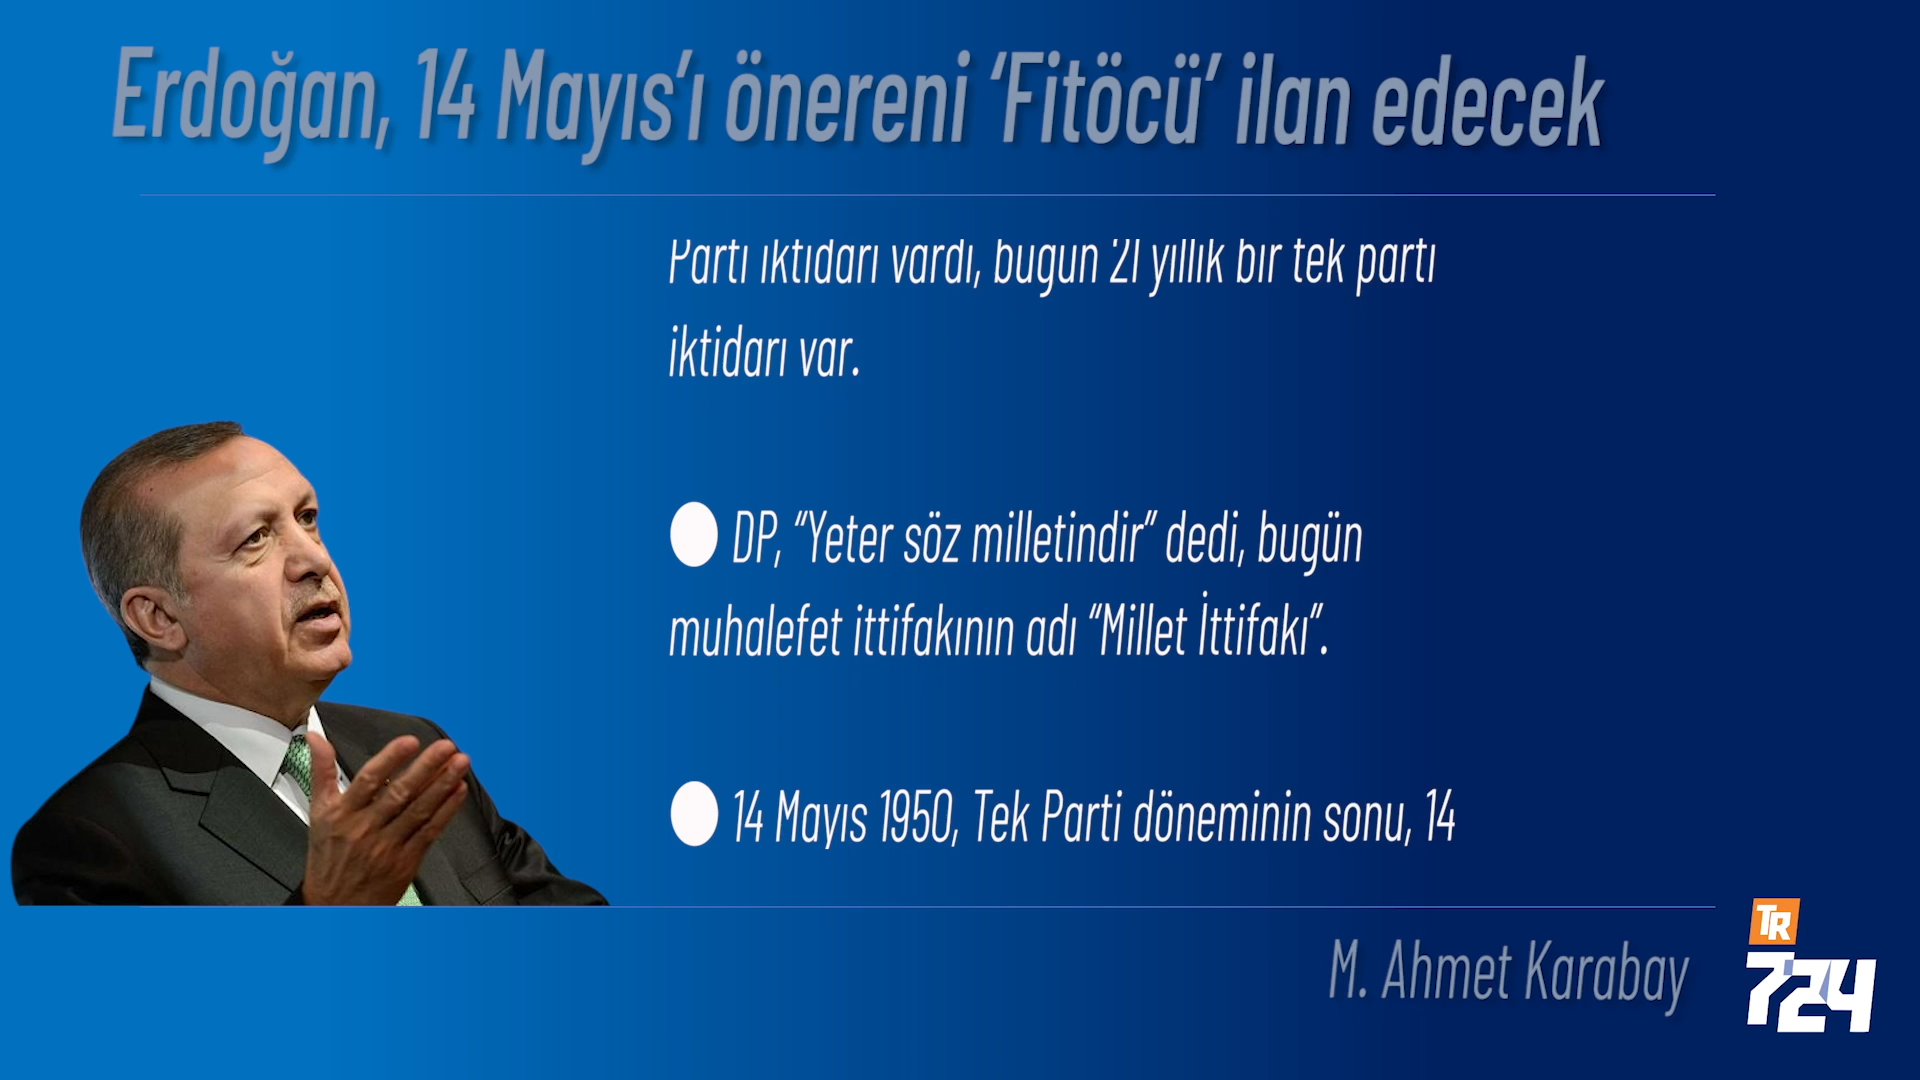 Erdoğan, 14 Mayıs’ı önereni ‘Fitöcü’ ilan edecek
Parti iktidarı vardı, bugün 21 yıllık bir tek parti
iktidarı var.
DP, “Yeter söz milletindir” dedi, bugün
muhalefet ittifakının adı “Millet İttifakı”.
14 Mayıs 1950, Tek Parti döneminin sonu, 14
M. Ahmet Karabay
TR
724